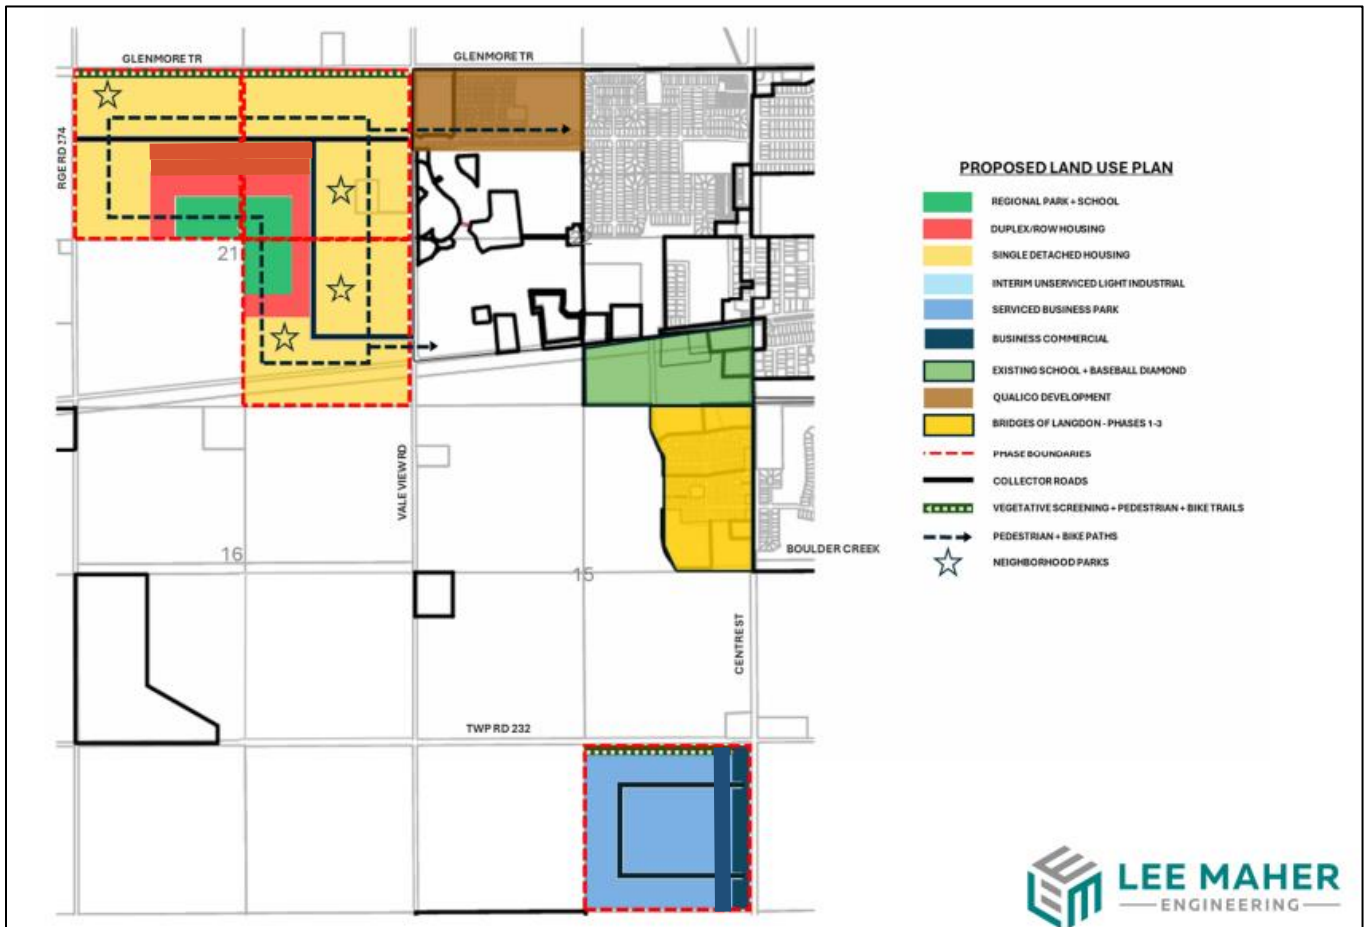 GLENMORE TR
GLENMORE TR
RGE RD 274
21
22
VALE VIEW RD
16
15
BOULDER CREEK
CENTRE ST
TWP RD 232
PROPOSED LAND USE PLAN
REGIONAL PARK + SCHOOL
DUPLEX/ROW HOUSING
SINGLE DETACHED HOUSING
INTERIM UNSERVICED LIGHT INDUSTRIAL
SERVICED BUSINESS PARK
BUSINESS COMMERCIAL
EXISTING SCHOOL + BASEBALL DIAMOND
QUALICO DEVELOPMENT
BRIDGES OF LANGDON - PHASES 1-3
PHASE BOUNDARIES
COLLECTOR ROADS
VEGETATIVE SCREENING + PEDESTRIAN + BIKE TRAILS
PEDESTRIAN + BIKE PATHS
NEIGHBORHOOD PARKS
LEE MAHER
ENGINEERING